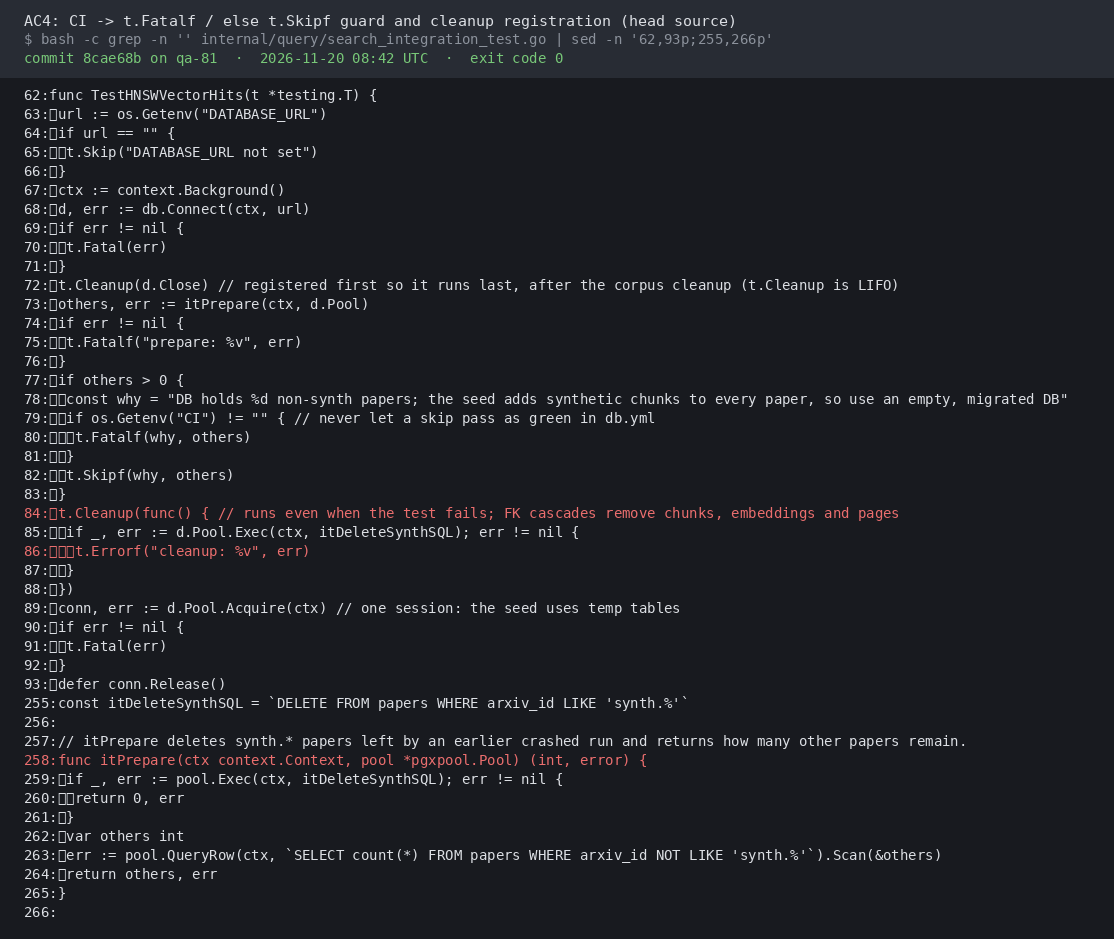 AC4: CI -> t.Fatalf / else t.Skipf guard and cleanup registration (head source)
$ bash -c grep -n '' internal/query/search_integration_test.go | sed -n '62,93p;255,266p'
commit 8cae68b on qa-81  ·  2026-11-20 08:42 UTC  ·  exit code 0
62:func TestHNSWVectorHits(t *testing.T) {
63:▯url := os.Getenv("DATABASE_URL")
64:▯if url == "" {
65:▯▯t.Skip("DATABASE_URL not set")
66:▯}
67:▯ctx := context.Background()
68:▯d, err := db.Connect(ctx, url)
69:▯if err != nil {
70:▯▯t.Fatal(err)
71:▯}
72:▯t.Cleanup(d.Close) // registered first so it runs last, after the corpus cleanup (t.Cleanup is LIFO)
73:▯others, err := itPrepare(ctx, d.Pool)
74:▯if err != nil {
75:▯▯t.Fatalf("prepare: %v", err)
76:▯}
77:▯if others > 0 {
78:▯▯const why = "DB holds %d non-synth papers; the seed adds synthetic chunks to every paper, so use an empty, migrated DB"
79:▯▯if os.Getenv("CI") != "" { // never let a skip pass as green in db.yml
80:▯▯▯t.Fatalf(why, others)
81:▯▯}
82:▯▯t.Skipf(why, others)
83:▯}
84:▯t.Cleanup(func() { // runs even when the test fails; FK cascades remove chunks, embeddings and pages
85:▯▯if _, err := d.Pool.Exec(ctx, itDeleteSynthSQL); err != nil {
86:▯▯▯t.Errorf("cleanup: %v", err)
87:▯▯}
88:▯})
89:▯conn, err := d.Pool.Acquire(ctx) // one session: the seed uses temp tables
90:▯if err != nil {
91:▯▯t.Fatal(err)
92:▯}
93:▯defer conn.Release()
255:const itDeleteSynthSQL = `DELETE FROM papers WHERE arxiv_id LIKE 'synth.%'`
256:
257:// itPrepare deletes synth.* papers left by an earlier crashed run and returns how many other papers remain.
258:func itPrepare(ctx context.Context, pool *pgxpool.Pool) (int, error) {
259:▯if _, err := pool.Exec(ctx, itDeleteSynthSQL); err != nil {
260:▯▯return 0, err
261:▯}
262:▯var others int
263:▯err := pool.QueryRow(ctx, `SELECT count(*) FROM papers WHERE arxiv_id NOT LIKE 'synth.%'`).Scan(&others)
264:▯return others, err
265:}
266: